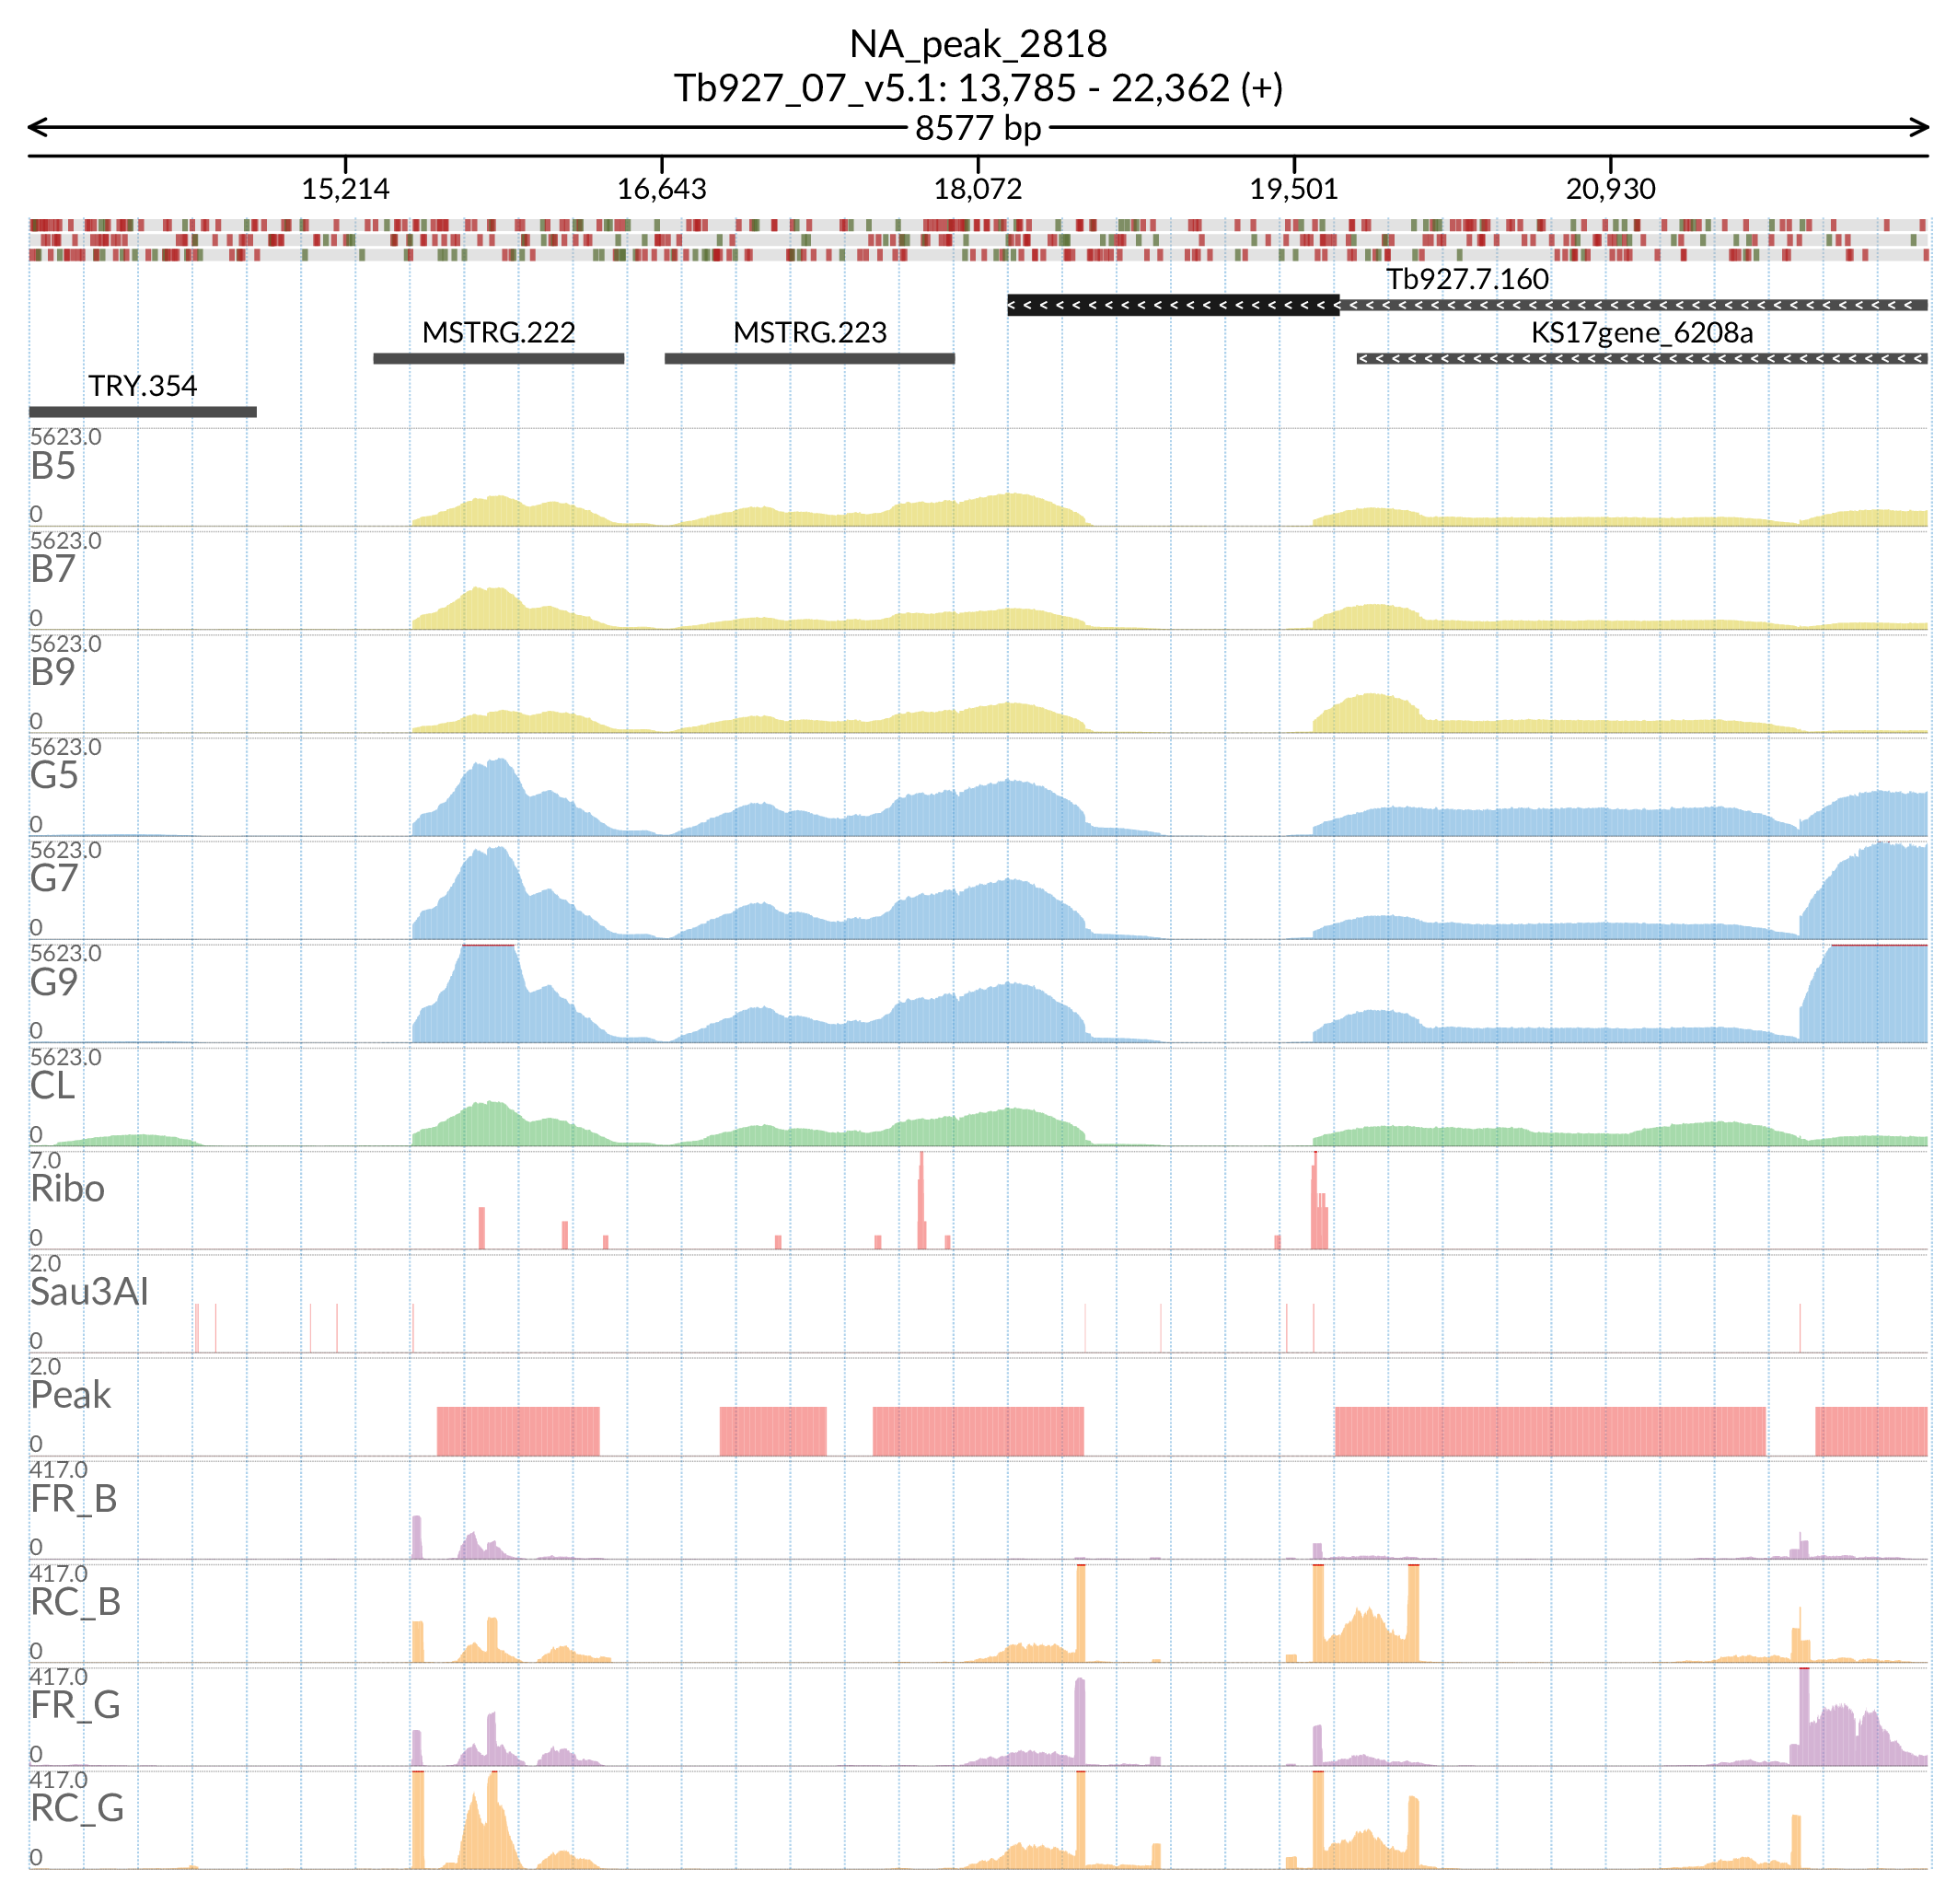 NA_peak_2818
Tb927_07_v5.1: 13,785 - 22,362 (+)
8577 bp
15,214 16,643 18,072 19,501 20,930
Tb927.7.160
MSTRG.222 MSTRG.223 KS17gene_6208a
TRY.354
5623.0
B5
0
5623.0
B7
0
5623.0
B9
0
5623.0
G5
0
5623.0
G7
0
5623.0
G9
0
5623.0
CL
0
7.0
Ribo
0
2.0
Sau3AI
0
2.0
Peak
0
417.0
FR_B
0
417.0
RC_B
0
417.0
FR_G
0
417.0
RC_G
0